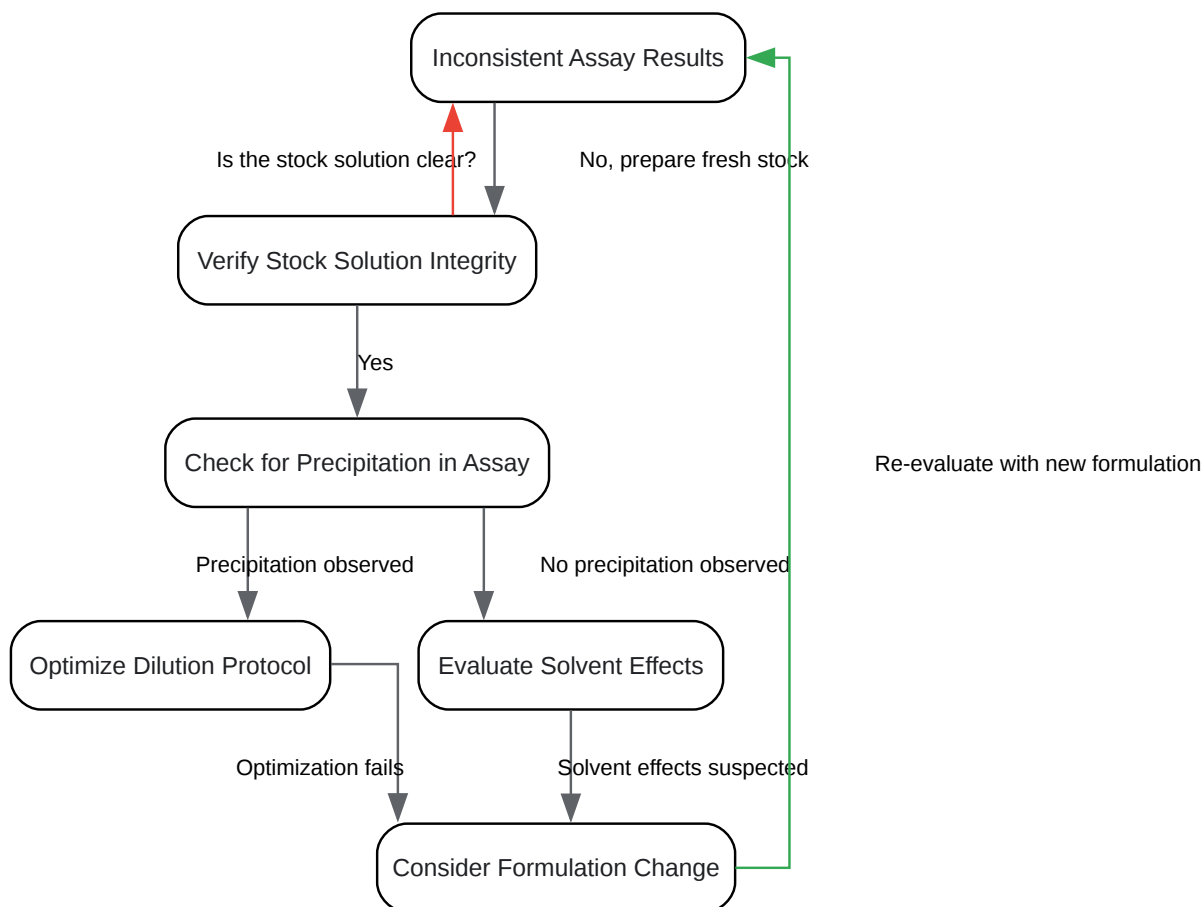 Inconsistent Assay Results
Is the stock solution clear?
No, prepare fresh stock
Verify Stock Solution Integrity
Yes
Check for Precipitation in Assay
Re-evaluate with new formulation
Precipitation observed
No precipitation observed
Optimize Dilution Protocol
Evaluate Solvent Effects
Optimization fails
Solvent effects suspected
Consider Formulation Change